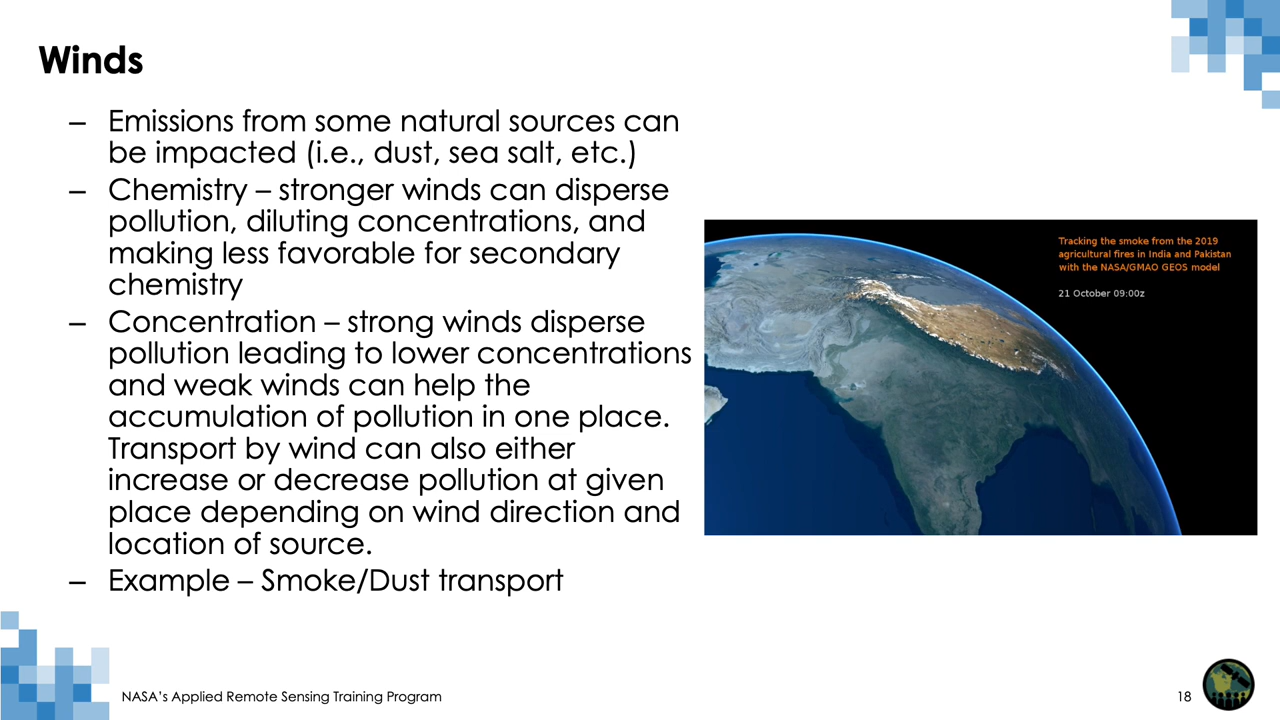 Winds
– Emissions from some natural sources can
be impacted (i.e., dust, sea salt, etc.)
– Chemistry – stronger winds can disperse
pollution, diluting concentrations, and
making less favorable for secondary
chemistry
– Concentration – strong winds disperse
pollution leading to lower concentrations
and weak winds can help the
accumulation of pollution in one place.
Transport by wind can also either
increase or decrease pollution at given
place depending on wind direction and
location of source.
– Example – Smoke/Dust transport
Tracking the smoke from the 2019
agricultural fires in India and Pakistan
with the NASA/GMAO GEOS model
21 October 09:00z
NASA's Applied Remote Sensing Training Program
18